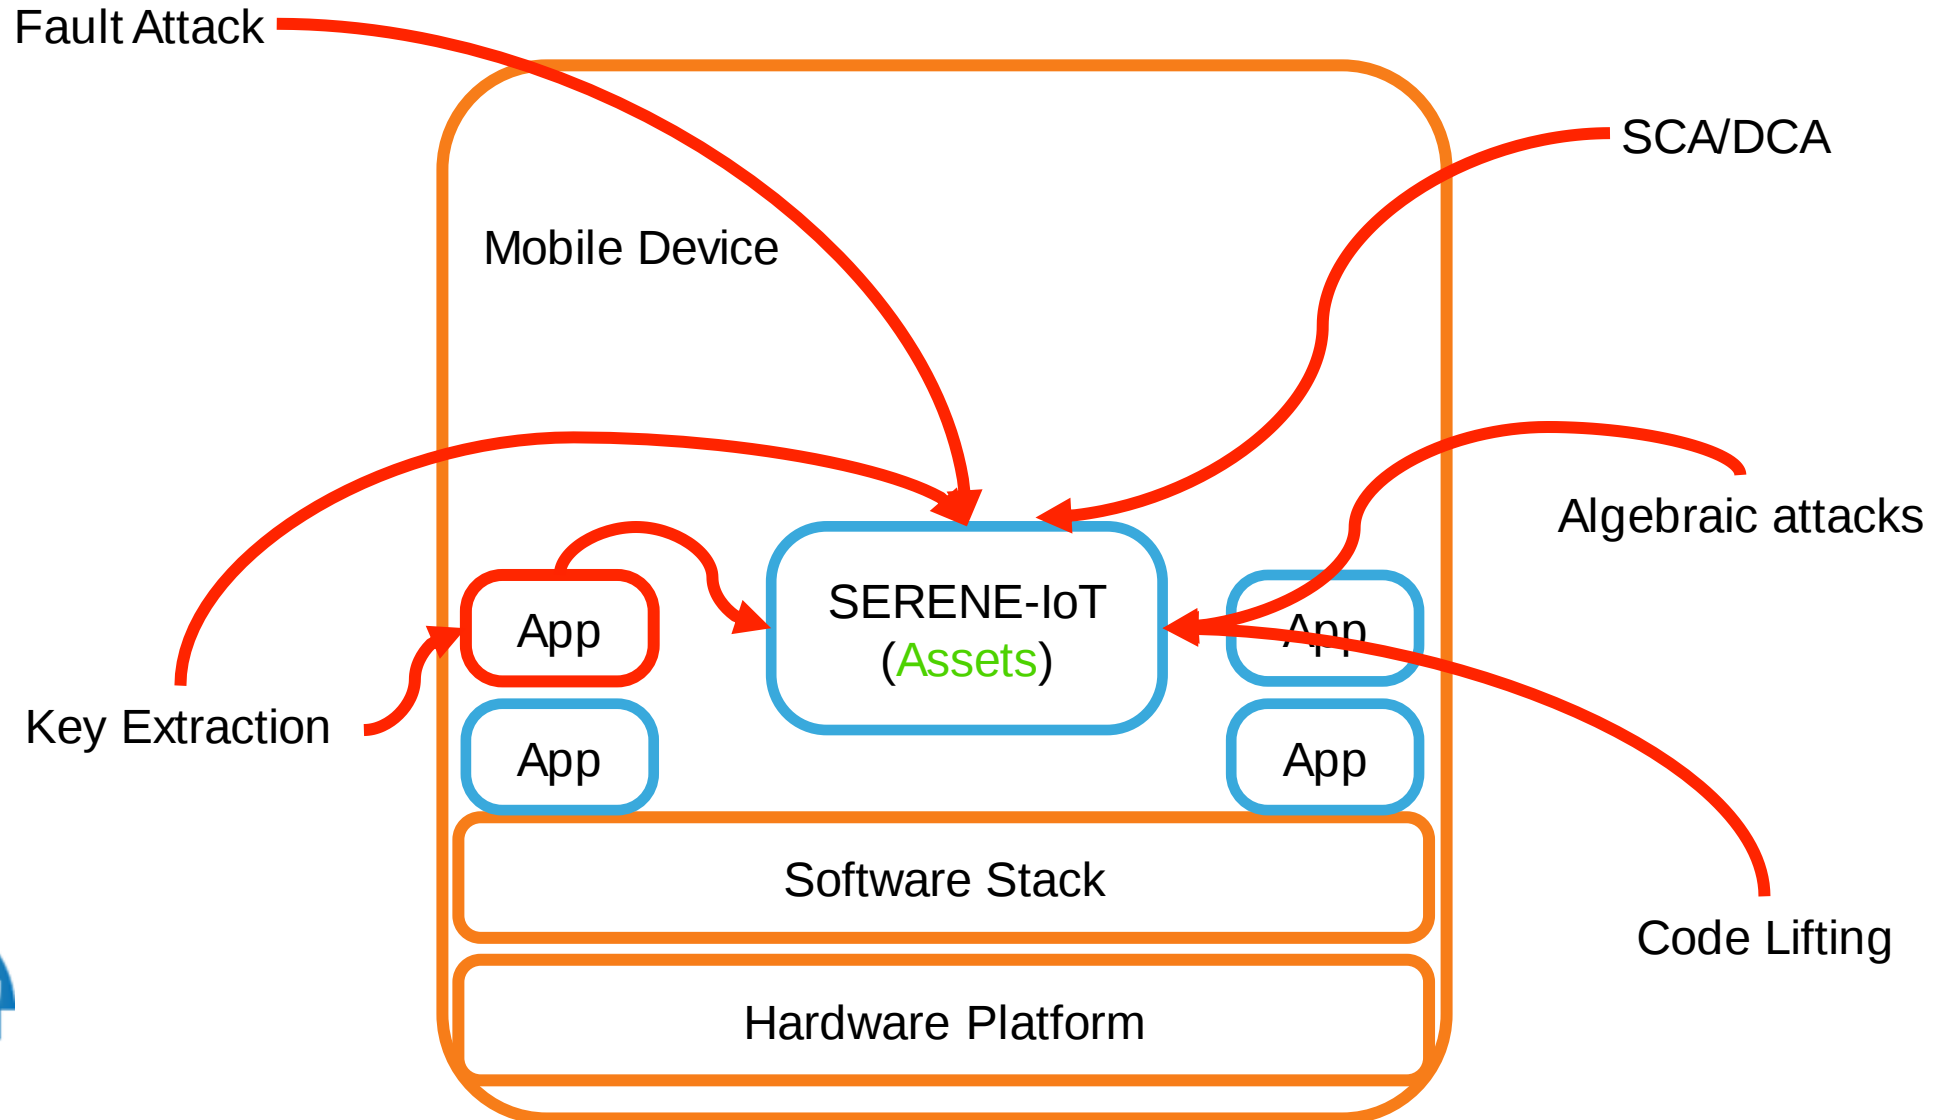 Fault Attack
SCA/DCA
Mobile Device
Algebraic attacks
SERENE-IoT
(Assets)
App
App
Key Extraction
App
App
Software Stack
Code Lifting
Hardware Platform